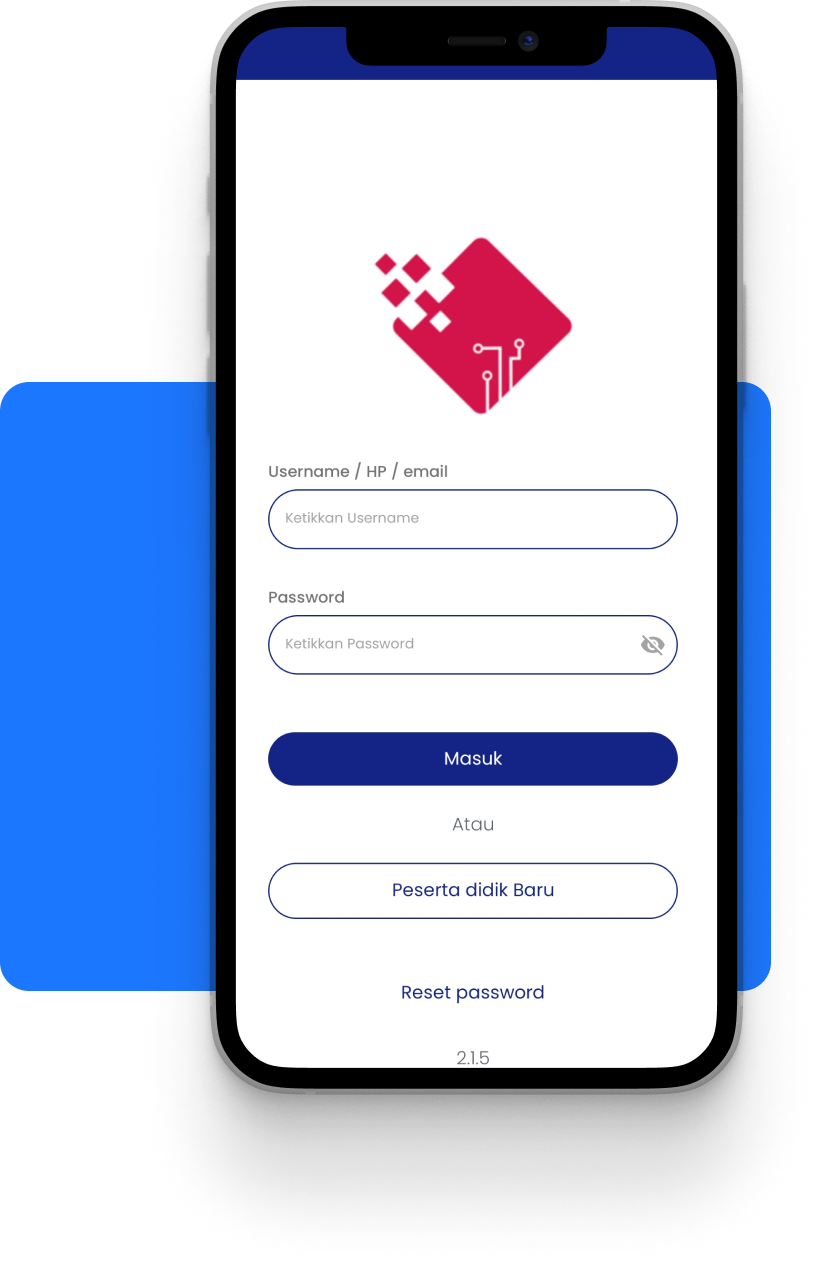 Username / HP / email
Ketikkan Username
Password
Ketikkan Password
Masuk
Atau
Peserta didik Baru
Reset password
2.1.5